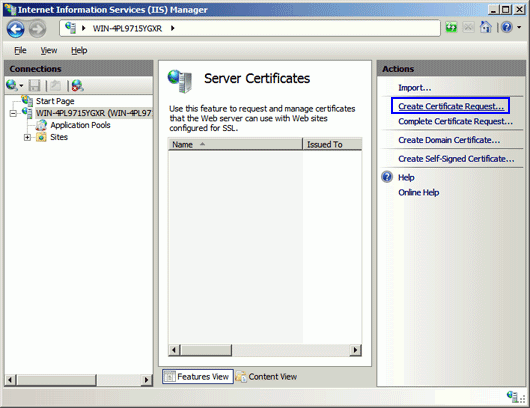 Internet Information Services (IIS) Manager
WIN-4PL9715YGXR
File View Help
Connections
Start Page
WIN-4PL9715YGXR (WIN-4PL97
Application Pools
Sites
Server Certificates
Use this feature to request and manage certificates
that the Web server can use with Web sites
configured for SSL.
Name Issued To
Features View Content View
Actions
Import...
Create Certificate Request...
Complete Certificate Request...
Create Domain Certificate...
Create Self-Signed Certificate...
Help
Online Help